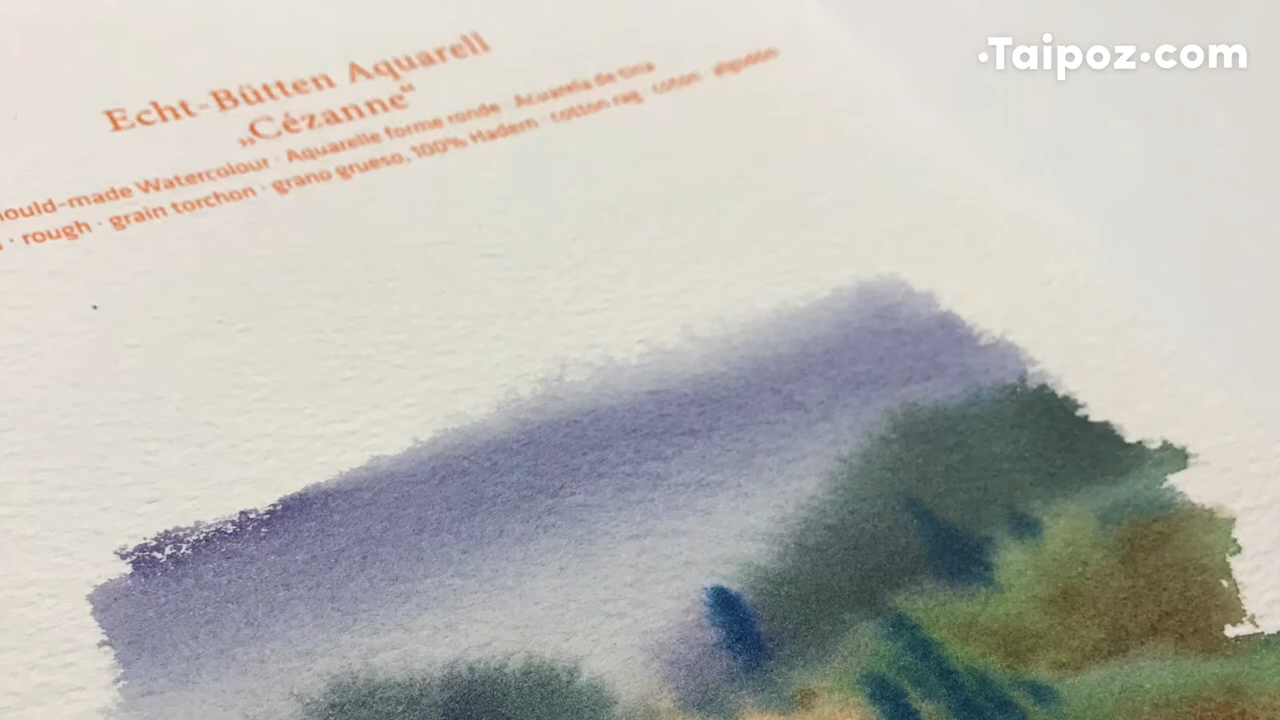 ·Taipoz·com
Echt-Bütten Aquarell
„Cézanne“
ould-made Watercolour · Aquarelle forme ronde · Acuarela de tina
· rough · grain torchon · grano grueso, 100% Hadern · cotton rag · coton · algodón